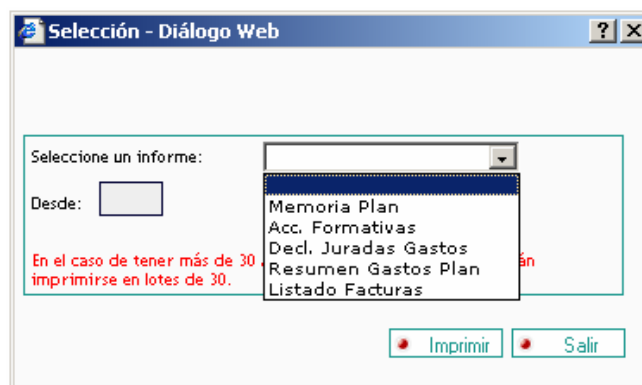 Selección - Diálogo Web
Seleccione un informe:
Desde:
Memoria Plan
Acc. Formativas
Decl. Juradas Gastos
Resumen Gastos Plan
Listado Facturas
En el caso de tener más de 30
imprimirse en lotes de 30.
Imprimir
Salir